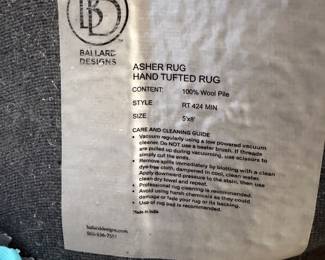 BD
BALLARD
DESIGNS
ASHER RUG
HAND TUFTED RUG
CONTENT: 100% Wool Pile
STYLE RT 424 MIN
SIZE 5'x8'
CARE AND CLEANING GUIDE
• Vacuum regularly using a low powered vacuum
cleaner. Do NOT use a beater brush. If threads
are pulled up during vacuuming, use scissors to
simply cut the ends.
• Remove spills immediately by blotting with a clean
dye-free cloth, dampened in cool, clean water.
Apply downward pressure to the stain, then use
clean dry towel and repeat.
• Professional rug cleaning is recommended.
• Avoid using harsh chemicals as they can
damage or fade your rug or its backing.
• Use of rug pad is recommended.
Made in India
ballarddesigns.com